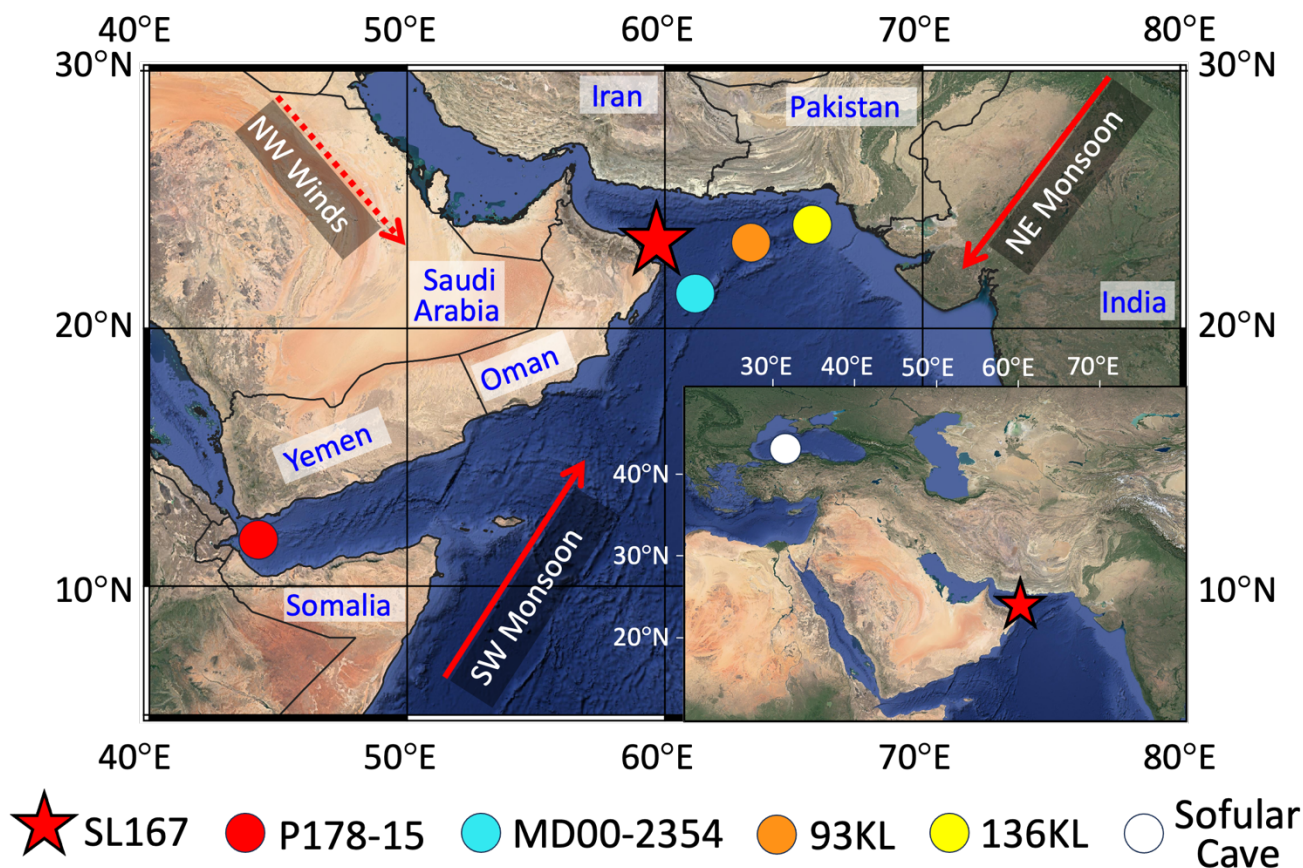 40°E 50°E 60°E 70°E 80°E
30°N 30°N
Iran
Pakistan
NW Winds
NE Monsoon
Saudi
Arabia
India
20°N 20°N
Oman
30°E 40°E 50°E 60°E 70°E
Yemen
40°N
SW Monsoon
30°N
10°N 10°N
Somalia
20°N
40°E 50°E 60°E 70°E 80°E
SL167 P178-15 MD00-2354 93KL 136KL Sofular
Cave